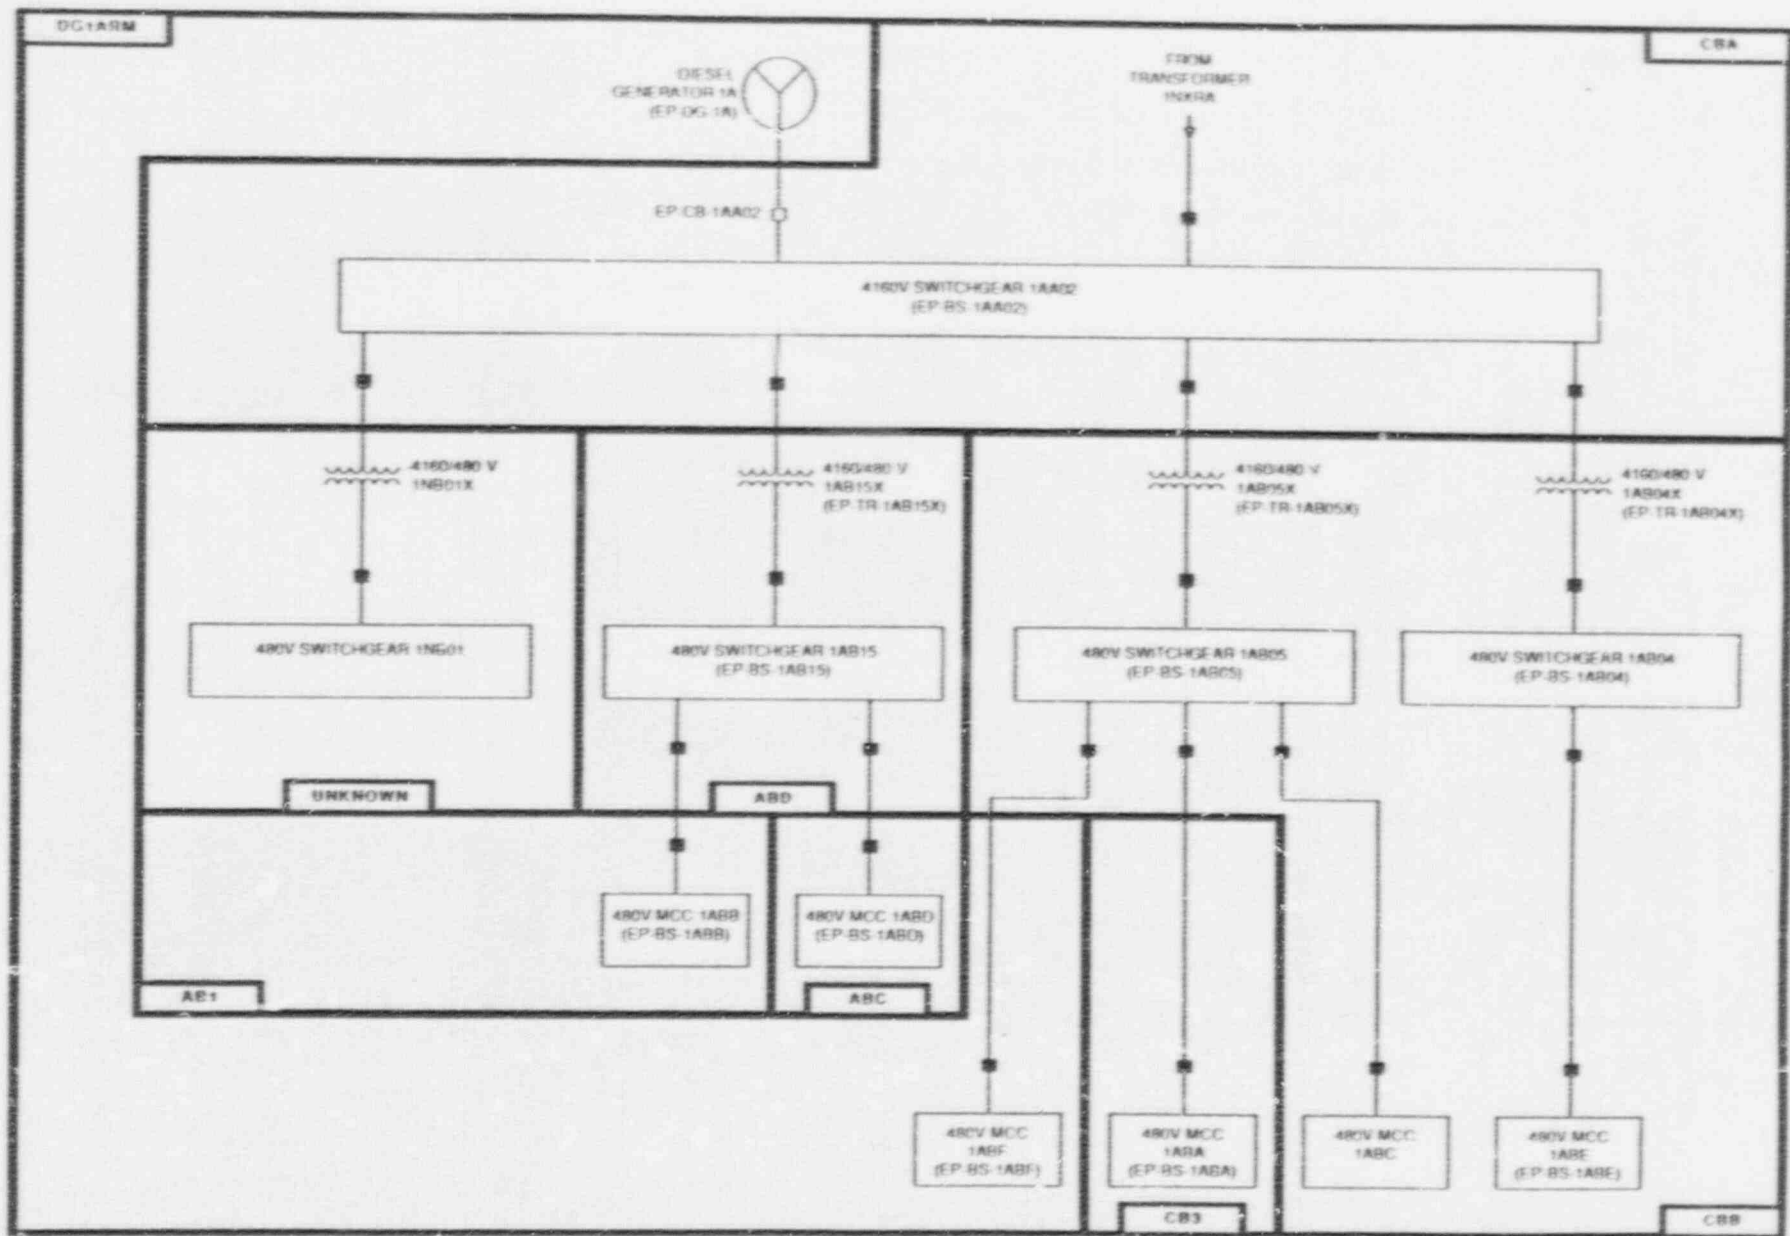 DG1ARM
CBA
DIESEL
GENERATOR 1A
(EP-DG-1A)
FROM
TRANSFORMER
1NXRA
EP-CB-1AA02
4160V SWITCHGEAR 1AA02
(EP-BS-1AA02)
4160/480 V
1NB01X
4160/480 V
1AB15X
(EP-TR-1AB15X)
4160/480 V
1AB05X
(EP-TR-1AB05X)
4160/480 V
1AB04X
(EP-TR-1AB04X)
480V SWITCHGEAR 1NB01
480V SWITCHGEAR 1AB15
(EP-BS-1AB15)
480V SWITCHGEAR 1AB05
(EP-BS-1AB05)
480V SWITCHGEAR 1AB04
(EP-BS-1AB04)
UNKNOWN
ABD
480V MCC 1ABB
(EP-BS-1ABB)
480V MCC 1ABD
(EP-BS-1ABD)
AB1
ABC
480V MCC
1ABF
(EP-BS-1ABF)
480V MCC
1ABA
(EP-BS-1ABA)
480V MCC
1ABC
480V MCC
1ABE
(EP-BS-1ABE)
CB3
CBB